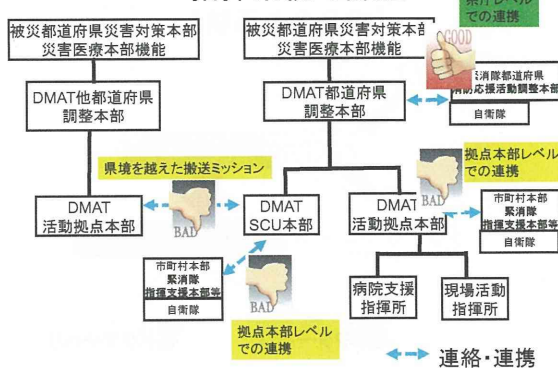 県庁レベル
での連携
被災都道府県災害対策本部
災害医療本部機能
被災都道府県災害対策本部
災害医療本部機能
GOOD
DMAT他都道府県
調整本部
DMAT都道府県
調整本部
緊消隊都道府県
消防応援活動調整本部
自衛隊
県境を越えた搬送ミッション
拠点本部レベル
での連携
BAD
DMAT
活動拠点本部
BAD
DMAT
SCU本部
DMAT
活動拠点本部
市町村本部
緊消隊
指揮支援本部等
自衛隊
市町村本部
緊消隊
指揮支援本部等
自衛隊
BAD
病院支援
指揮所
現場活動
指揮所
拠点本部レベル
での連携
連絡・連携